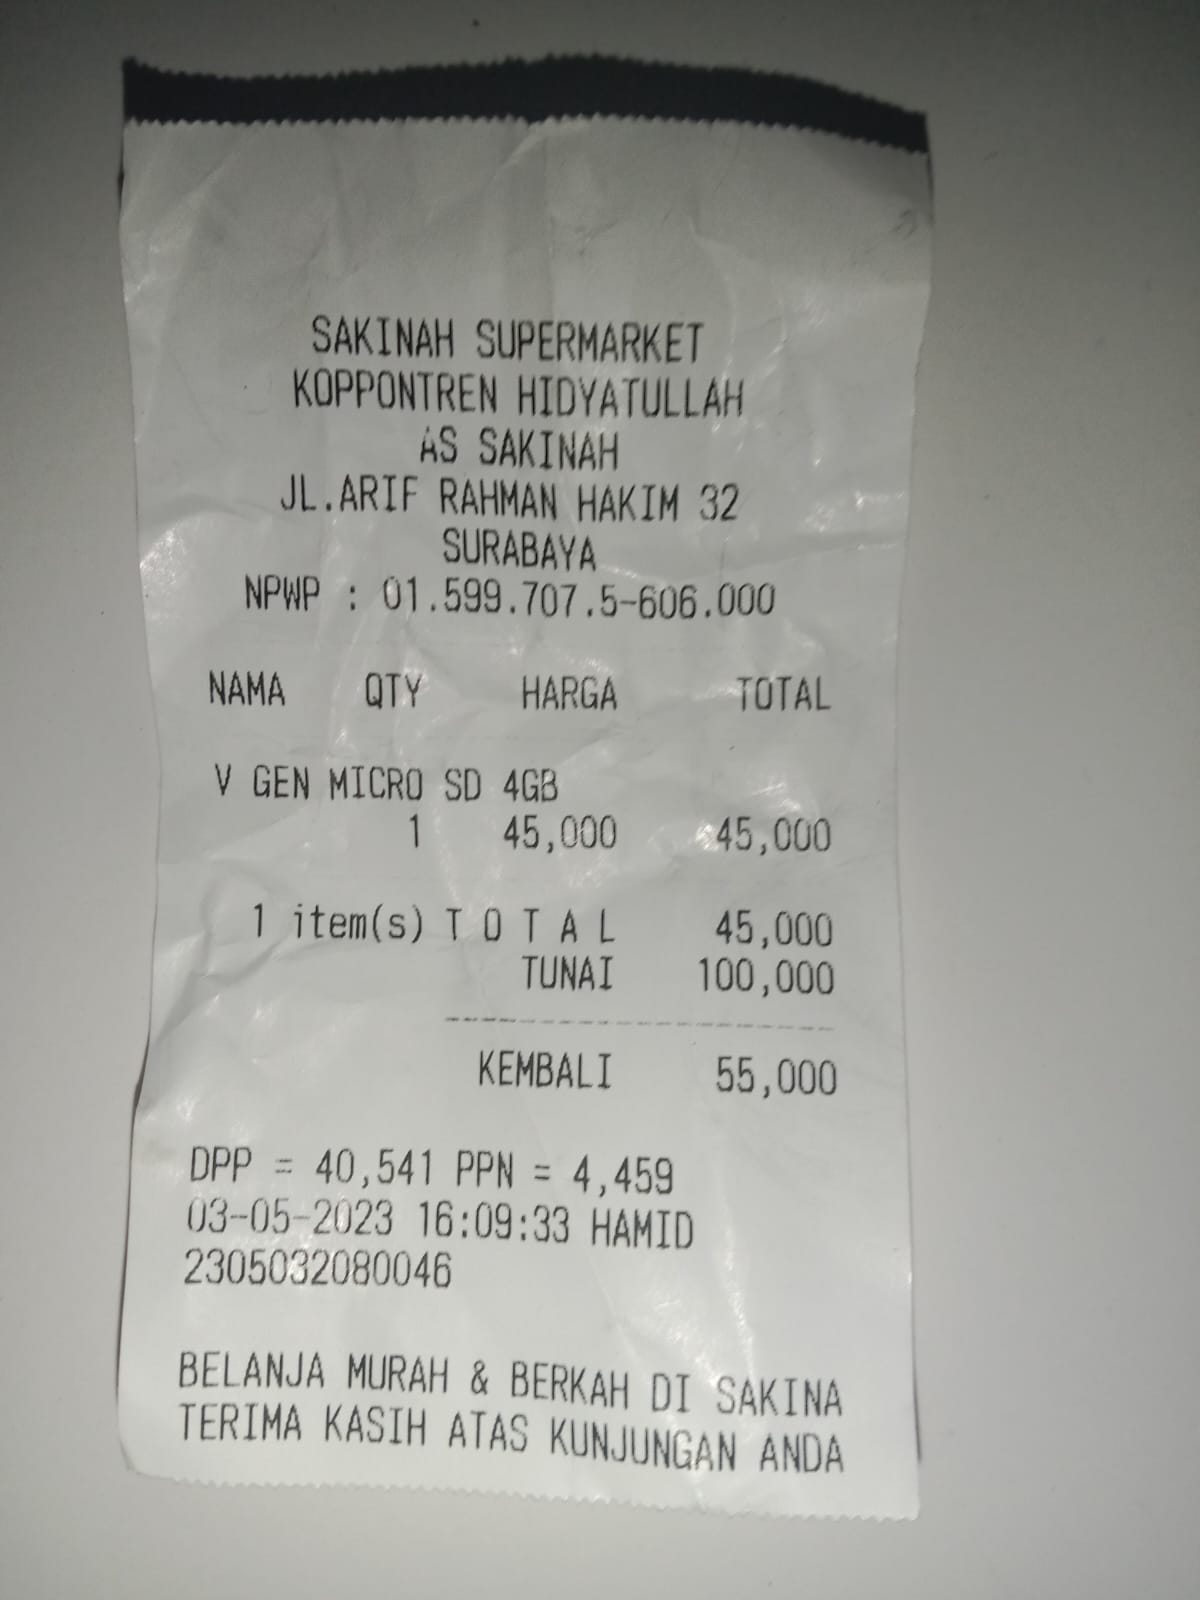 SAKINAH SUPERMARKET
KOPPONTREN HIDYATULLAH
AS SAKINAH
JL.ARIF RAHMAN HAKIM 32
SURABAYA
NPWP : 01.599.707.5-606.000
NAMA QTY HARGA TOTAL
V GEN MICRO SD 4GB
1 45,000 45,000
1 item(s) T O T A L 45,000
TUNAI 100,000
KEMBALI 55,000
DPP = 40,541 PPN = 4,459
03-05-2023 16:09:33 HAMID
2305032080046
BELANJA MURAH & BERKAH DI SAKINA
TERIMA KASIH ATAS KUNJUNGAN ANDA